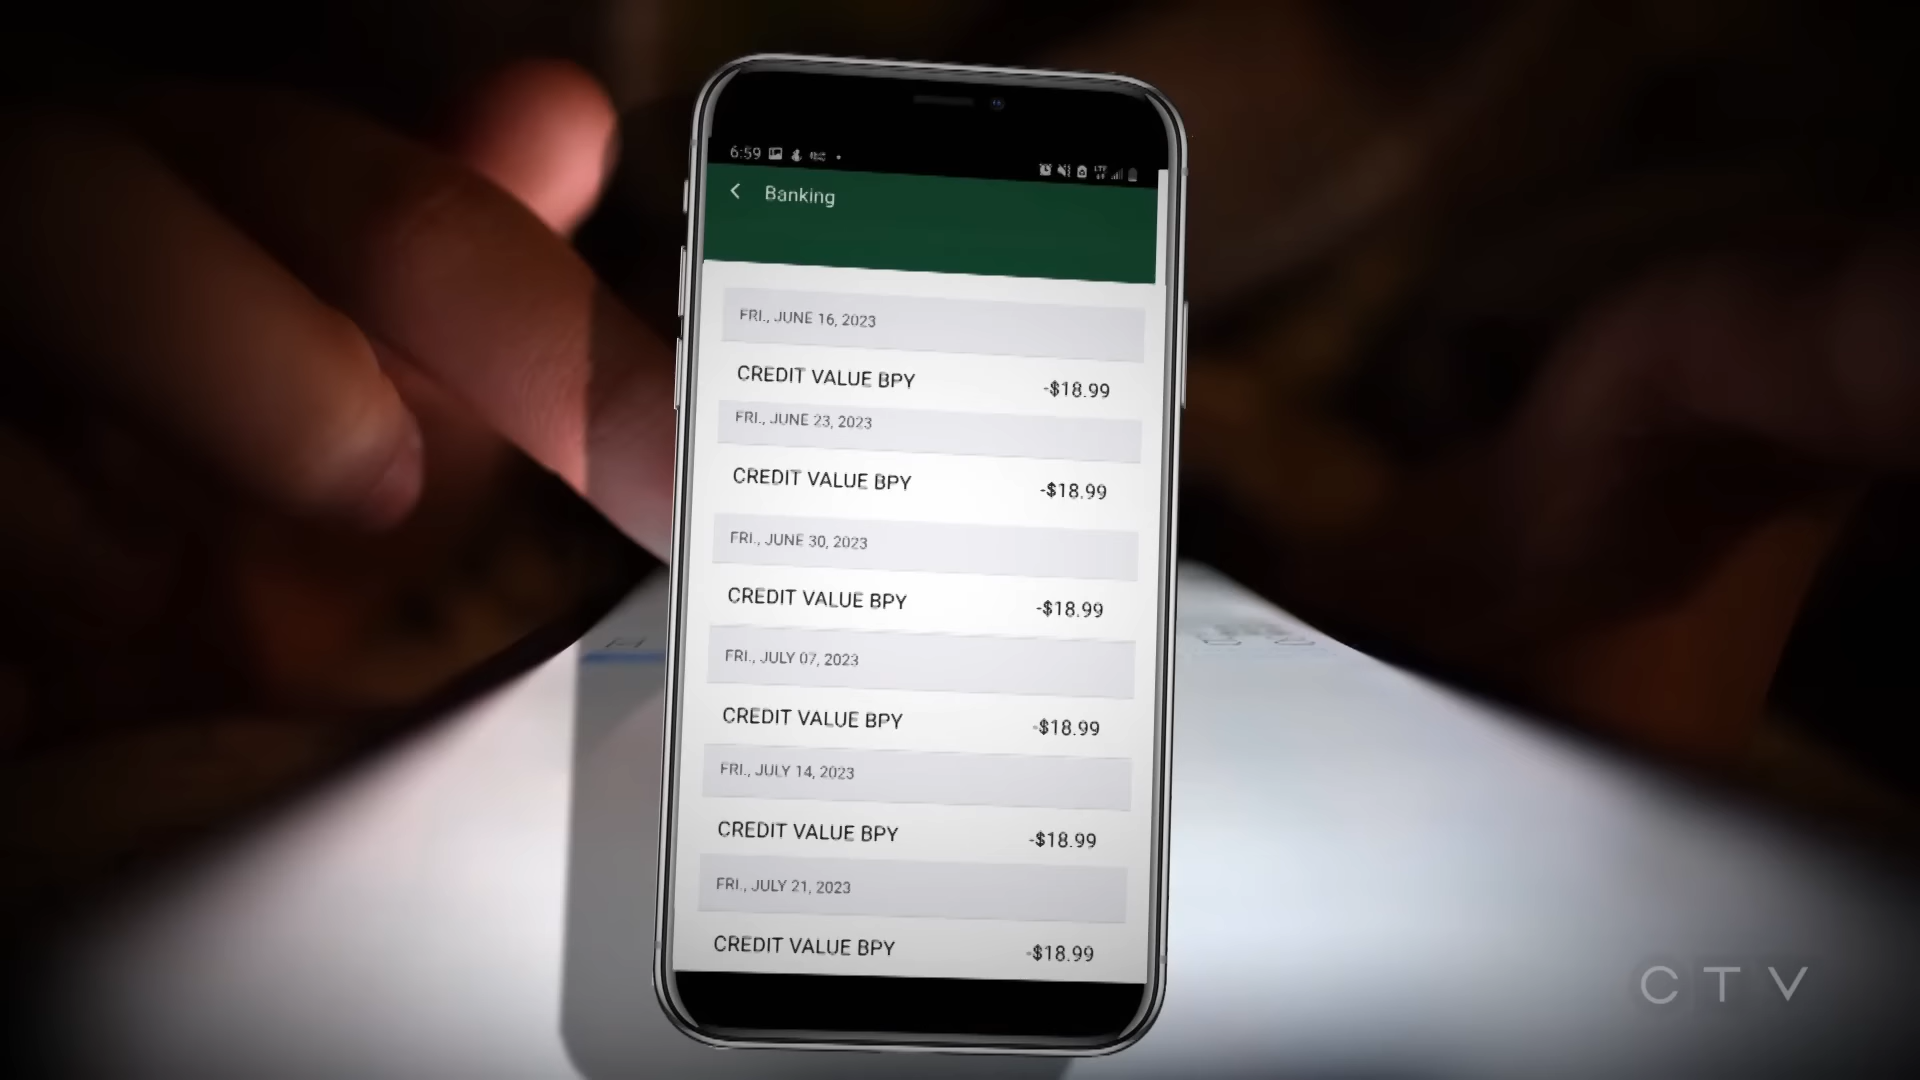 6:59
Banking
FRI., JUNE 16, 2023
CREDIT VALUE BPY -$18.99
FRI., JUNE 23, 2023
CREDIT VALUE BPY -$18.99
FRI., JUNE 30, 2023
CREDIT VALUE BPY -$18.99
FRI., JULY 07, 2023
CREDIT VALUE BPY -$18.99
FRI., JULY 14, 2023
CREDIT VALUE BPY -$18.99
FRI., JULY 21, 2023
CREDIT VALUE BPY -$18.99
CTV